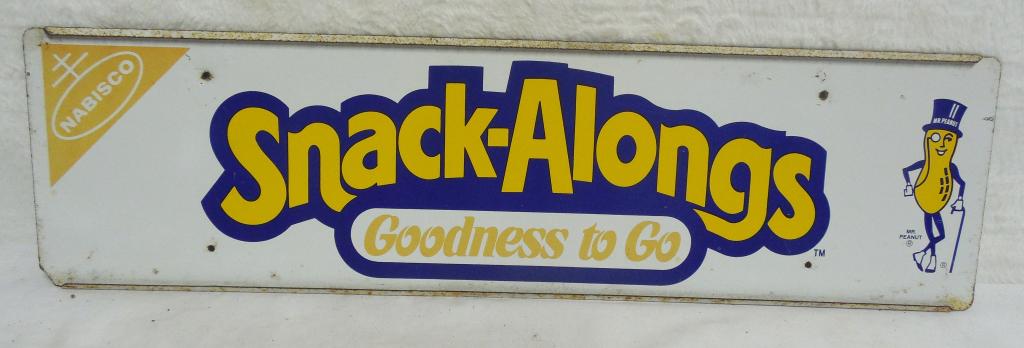 NABISCO
Snack-Alongs
TM
Goodness to Go
MR. PEANUT
MR.
PEANUT
®
®